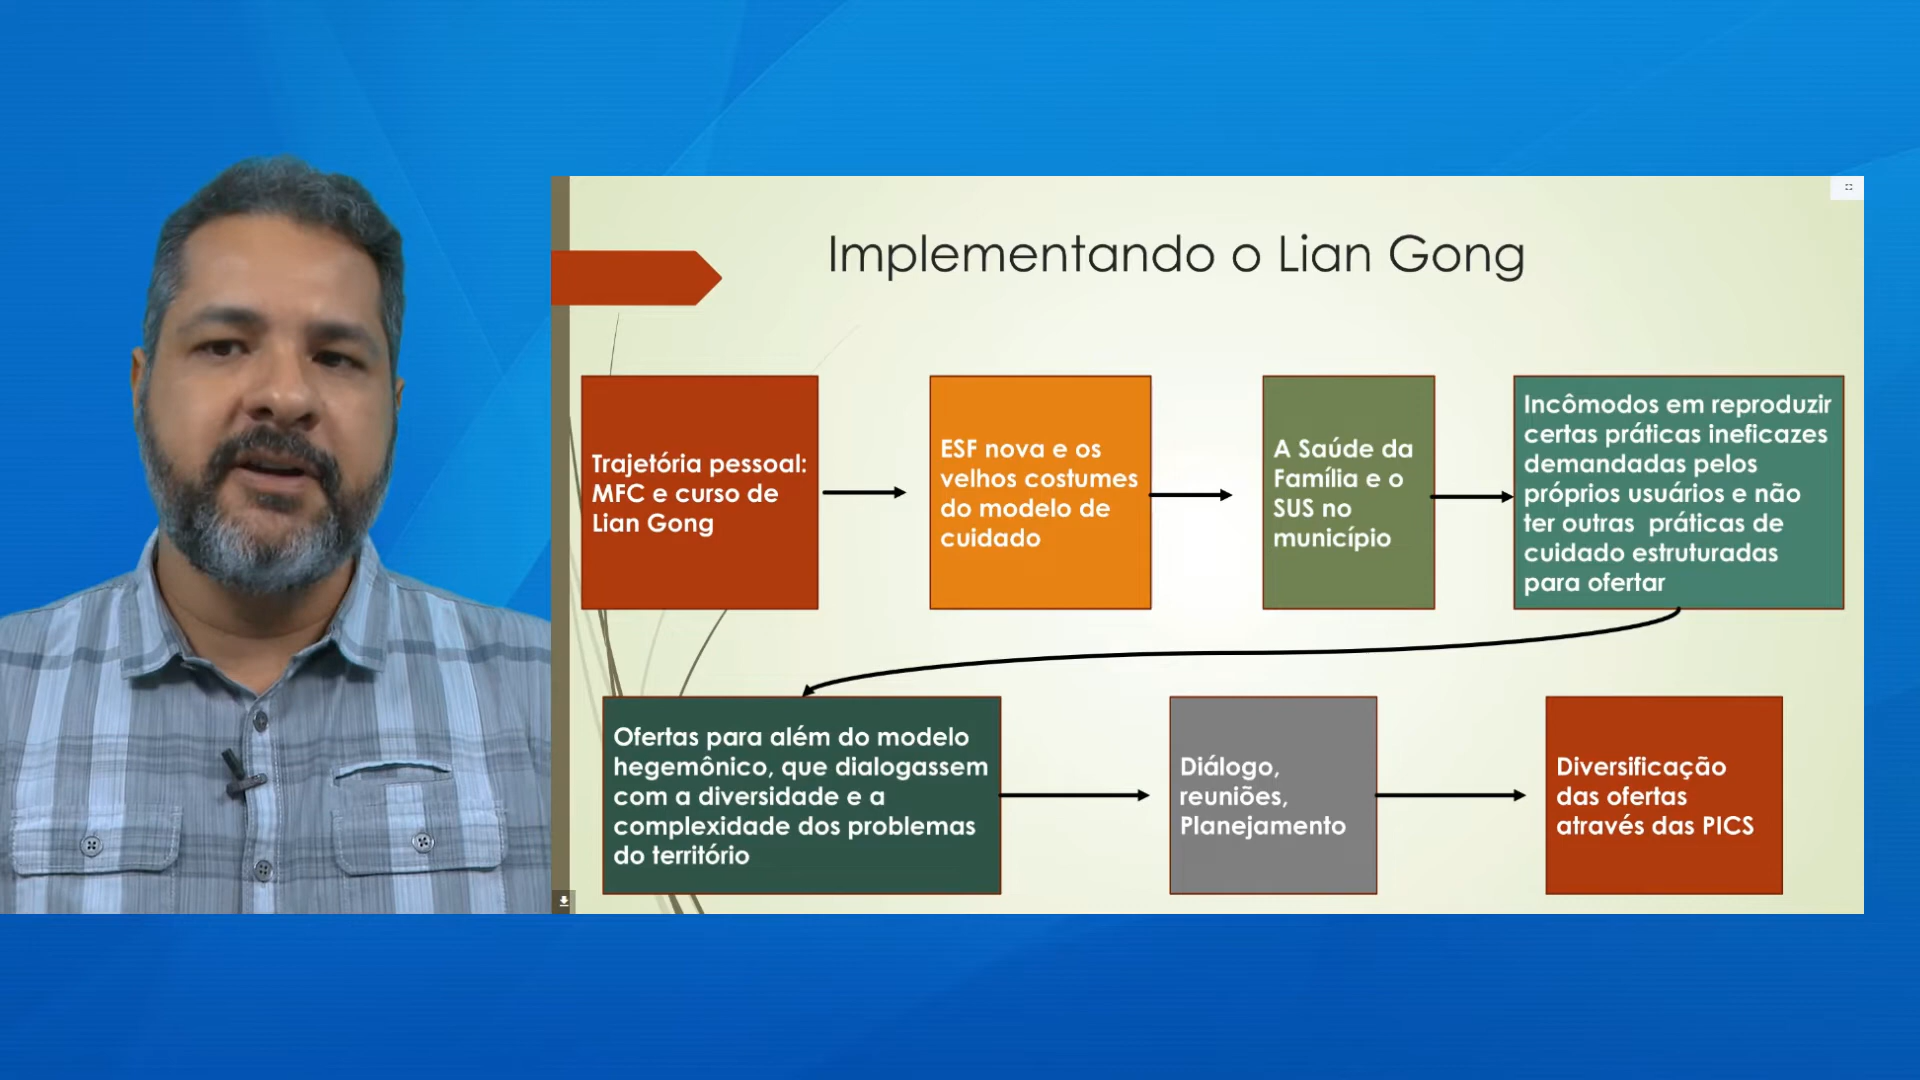 Implementando o Lian Gong
Trajetória pessoal:
MFC e curso de
Lian Gong
ESF nova e os
velhos costumes
do modelo de
cuidado
A Saúde da
Família e o
SUS no
município
Incômodos em reproduzir
certas práticas ineficazes
demandadas pelos
próprios usuários e não
ter outras práticas de
cuidado estruturadas
para ofertar
Ofertas para além do modelo
hegemônico, que dialogassem
com a diversidade e a
complexidade dos problemas
do território
Diálogo,
reuniões,
Planejamento
Diversificação
das ofertas
através das PICS